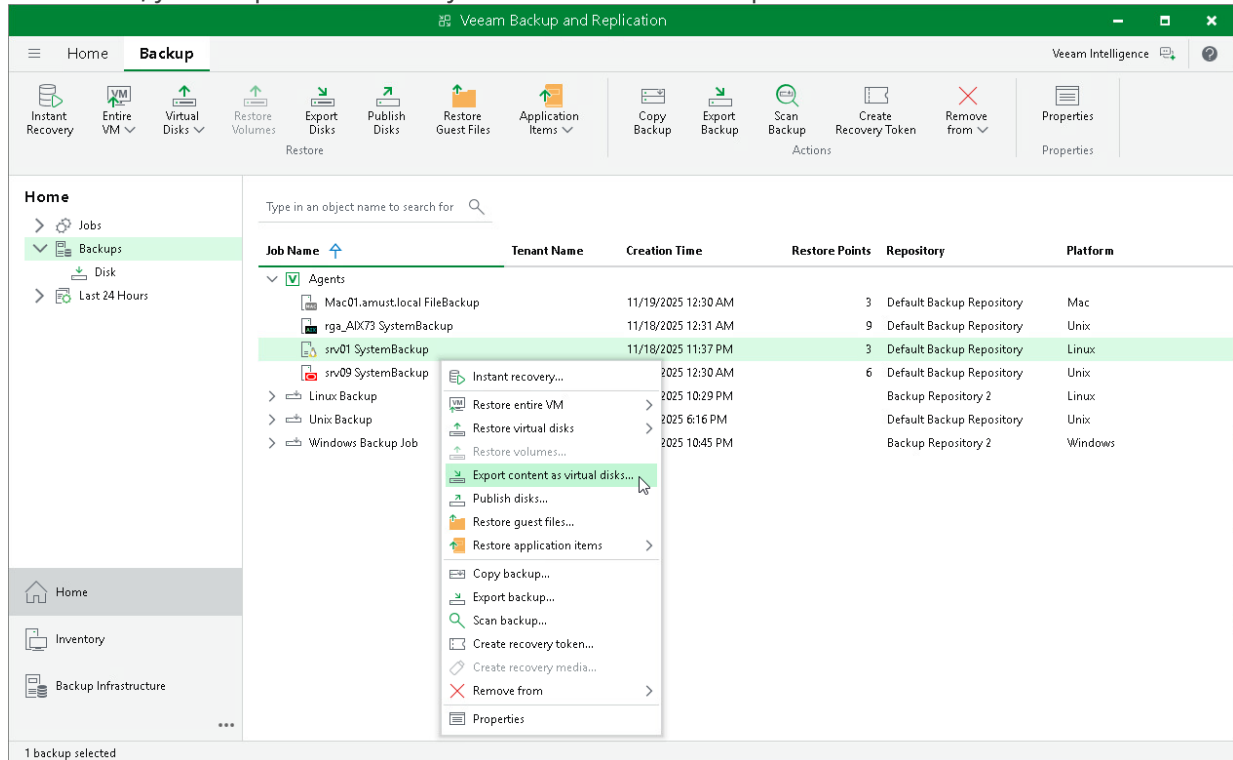 Veeam Backup and Replication
Home Backup Veeam Intelligence
Instant Recovery
Entire VM
Virtual Disks
Restore Volumes
Export Disks
Publish Disks
Restore Guest Files
Application Items
Copy Backup
Export Backup
Scan Backup
Create Recovery Token
Remove from
Properties
Restore Actions Properties
Home
Jobs
Backups
Disk
Last 24 Hours
Type in an object name to search for
Job Name Tenant Name Creation Time Restore Points Repository Platform
Agents
Mac01.amust.local FileBackup 11/19/2025 12:30 AM 3 Default Backup Repository Mac
rga_AIX73 SystemBackup 11/18/2025 12:31 AM 9 Default Backup Repository Unix
srv01 SystemBackup 11/18/2025 11:37 PM 3 Default Backup Repository Linux
srv09 SystemBackup 2025 12:30 AM 6 Default Backup Repository Unix
Linux Backup 2025 10:29 PM Backup Repository 2 Linux
Unix Backup 2025 6:16 PM Default Backup Repository Unix
Windows Backup Job 2025 10:45 PM Backup Repository 2 Windows
Instant recovery...
Restore entire VM
Restore virtual disks
Restore volumes...
Export content as virtual disks...
Publish disks...
Restore guest files...
Restore application items
Copy backup...
Export backup...
Scan backup...
Create recovery token...
Create recovery media...
Remove from
Properties
Home
Inventory
Backup Infrastructure
1 backup selected